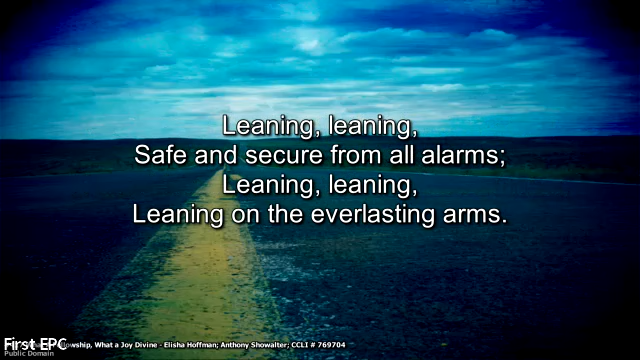 Leaning, leaning,
Safe and secure from all alarms;
Leaning, leaning,
Leaning on the everlasting arms.
First EPC
What a Joy Divine - Elisha Hoffman; Anthony Showalter; CCLI # 769704
Public Domain